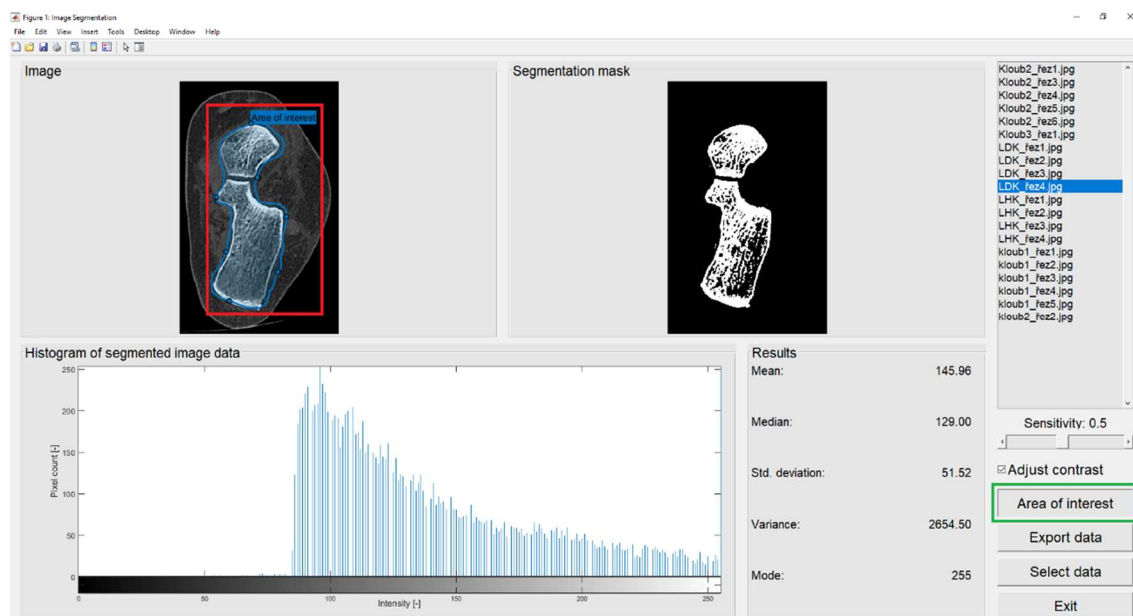 Figure 1: Image Segmentation
File Edit View Insert Tools Desktop Window Help
Image
Area of interest
Segmentation mask
Kloub2_řez1.jpg
Kloub2_řez3.jpg
Kloub2_řez4.jpg
Kloub2_řez5.jpg
Kloub2_řez6.jpg
Kloub3_řez1.jpg
LDK_řez1.jpg
LDK_řez2.jpg
LDK_řez3.jpg
LDK_řez4.jpg
LHK_řez1.jpg
LHK_řez2.jpg
LHK_řez3.jpg
LHK_řez4.jpg
kloub1_řez1.jpg
kloub1_řez2.jpg
kloub1_řez3.jpg
kloub1_řez4.jpg
kloub1_řez5.jpg
kloub2_řez2.jpg
Histogram of segmented image data
Pixel count [-]
250
200
150
100
50
0
0 50 100 150 200 250
Intensity [-]
Results
Mean: 145.96
Median: 129.00
Std. deviation: 51.52
Variance: 2654.50
Mode: 255
Sensitivity: 0.5
Adjust contrast
Area of interest
Export data
Select data
Exit